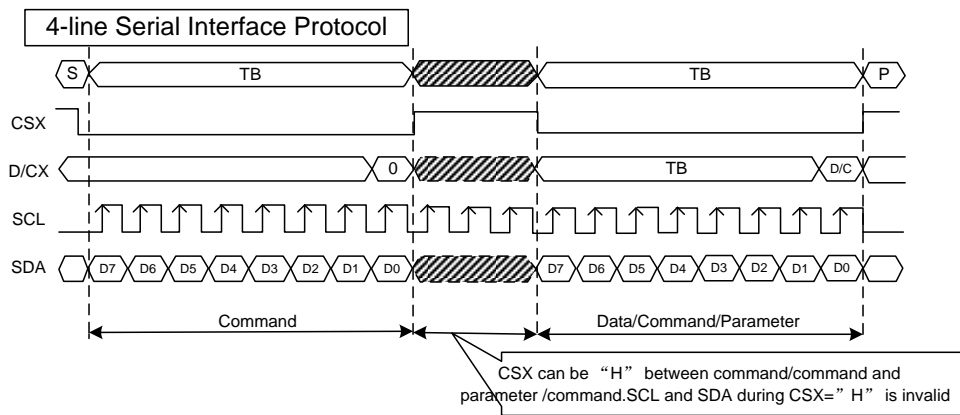 4-line Serial Interface Protocol
S TB TB P
CSX
D/CX 0 TB D/C
SCL
SDA D7 D6 D5 D4 D3 D2 D1 D0 D7 D6 D5 D4 D3 D2 D1 D0
Command Data/Command/Parameter
CSX can be “H” between command/command and
parameter /command.SCL and SDA during CSX=”H” is invalid